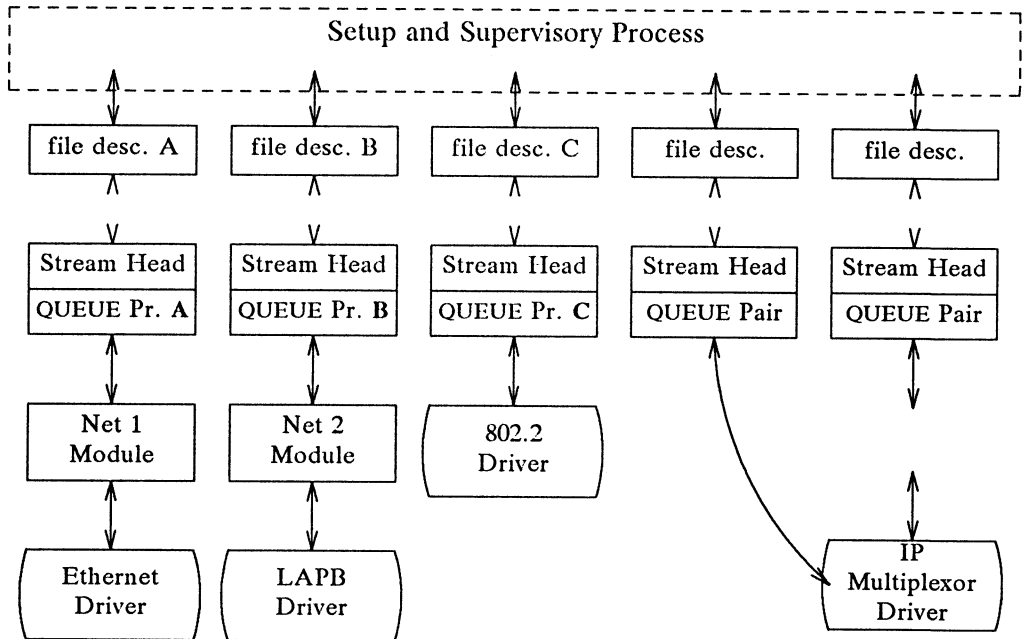 Setup and Supervisory Process
file desc. A
file desc. B
file desc. C
file desc.
file desc.
Stream Head
QUEUE Pr. A
Stream Head
QUEUE Pr. B
Stream Head
QUEUE Pr. C
Stream Head
QUEUE Pair
Stream Head
QUEUE Pair
Net 1
Module
Net 2
Module
802.2
Driver
Ethernet
Driver
LAPB
Driver
IP
Multiplexor
Driver